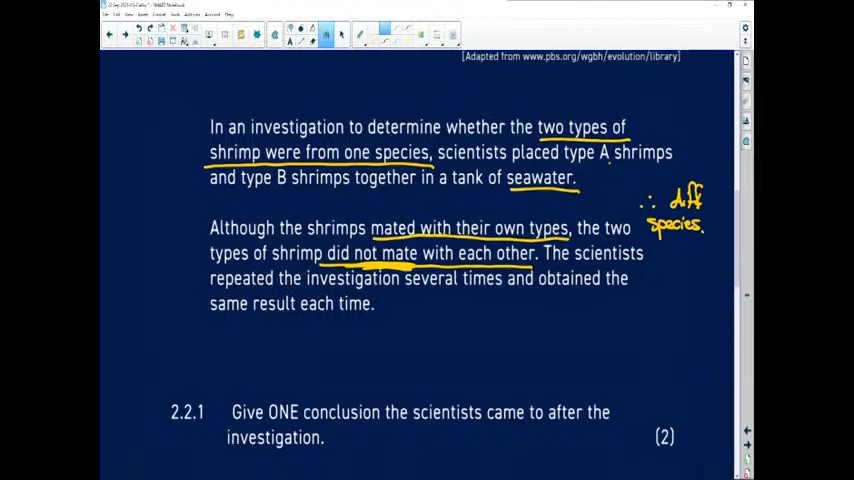 [Adapted from www.pbs.org/wgbh/evolution/library]
In an investigation to determine whether the two types of
shrimp were from one species, scientists placed type A shrimps
and type B shrimps together in a tank of seawater.
∴ diff
species.
Although the shrimps mated with their own types, the two
types of shrimp did not mate with each other. The scientists
repeated the investigation several times and obtained the
same result each time.
2.2.1 Give ONE conclusion the scientists came to after the
investigation. (2)